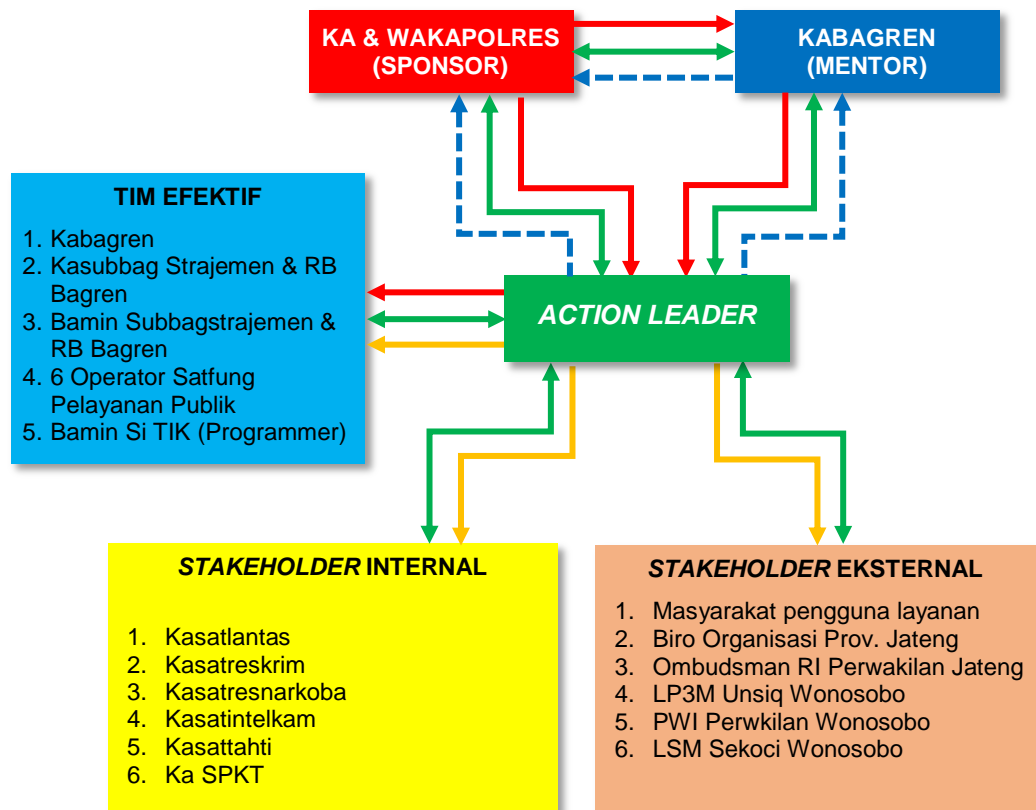 KA & WAKAPOLRES
(SPONSOR)
KABAGREN
(MENTOR)
TIM EFEKTIF
1. Kabagren
2. Kasubbag Strajemen & RB
Bagren
3. Bamin Subbagstrajemen &
RB Bagren
4. 6 Operator Satfung
Pelayanan Publik
5. Bamin Si TIK (Programmer)
ACTION LEADER
STAKEHOLDER INTERNAL
1. Kasatlantas
2. Kasatreskrim
3. Kasatresnarkoba
4. Kasatintelkam
5. Kasattahti
6. Ka SPKT
STAKEHOLDER EKSTERNAL
1. Masyarakat pengguna layanan
2. Biro Organisasi Prov. Jateng
3. Ombudsman RI Perwakilan Jateng
4. LP3M Unsiq Wonosobo
5. PWI Perwkilan Wonosobo
6. LSM Sekoci Wonosobo